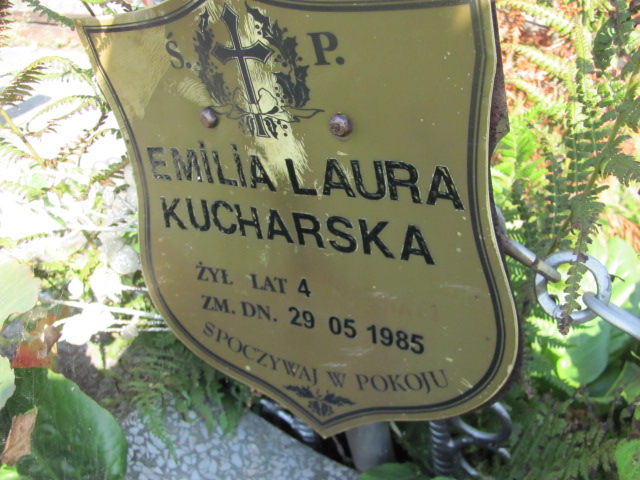 Ś. P.
EMILIA LAURA
KUCHARSKA
ŻYŁ LAT 4
ZM. DN. 29 05 1985
SPOCZYWAJ W POKOJU